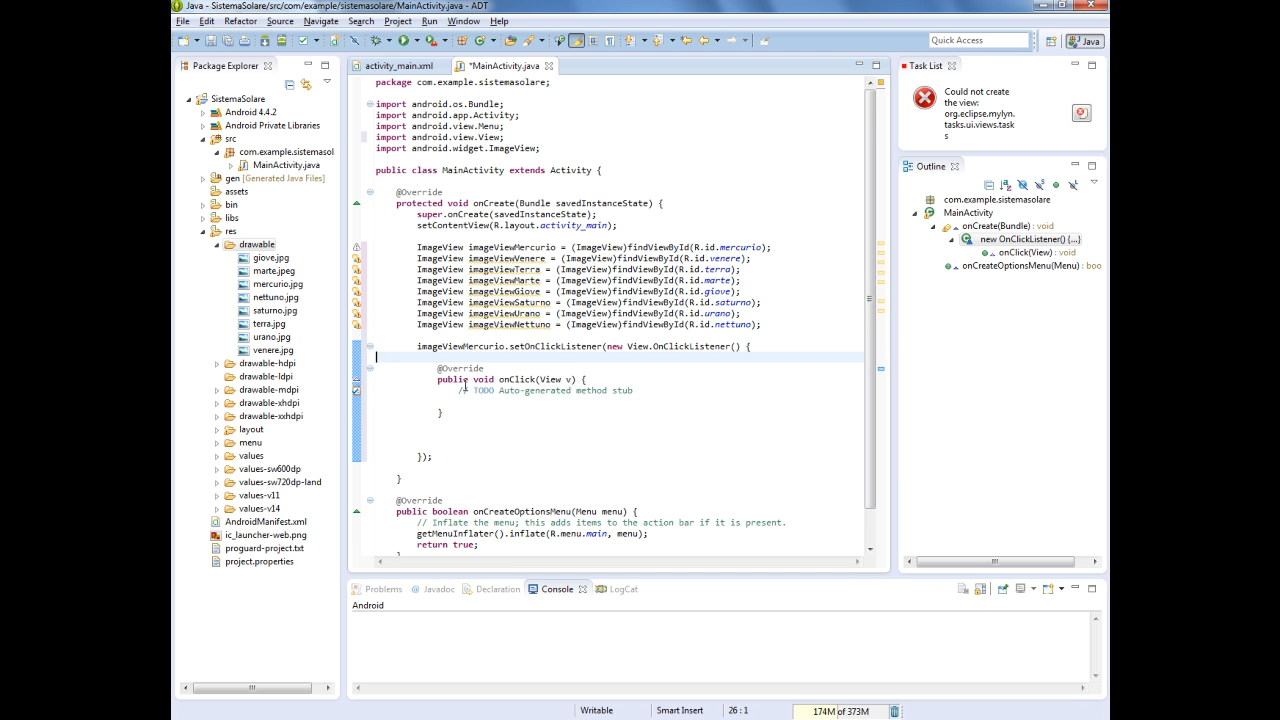 Java - SistemaSolare/src/com/example/sistemasolare/MainActivity.java - ADT
File Edit Refactor Source Navigate Search Project Run Window Help
Quick Access
Java
Package Explorer
SistemaSolare
Android 4.4.2
Android Private Libraries
src
com.example.sistemasol
MainActivity.java
gen [Generated Java Files]
assets
bin
libs
res
drawable
giove.jpg
marte.jpeg
mercurio.jpg
nettuno.jpg
saturno.jpg
terra.jpg
urano.jpg
venere.jpg
drawable-hdpi
drawable-ldpi
drawable-mdpi
drawable-xhdpi
drawable-xxhdpi
layout
menu
values
values-sw600dp
values-sw720dp-land
values-v11
values-v14
AndroidManifest.xml
ic_launcher-web.png
proguard-project.txt
project.properties
activity_main.xml
*MainActivity.java
package com.example.sistemasolare;
import android.os.Bundle;
import android.app.Activity;
import android.view.Menu;
import android.view.View;
import android.widget.ImageView;
public class MainActivity extends Activity {
@Override
protected void onCreate(Bundle savedInstanceState) {
super.onCreate(savedInstanceState);
setContentView(R.layout.activity_main);
ImageView imageViewMercurio = (ImageView)findViewById(R.id.mercurio);
ImageView imageViewVenere = (ImageView)findViewById(R.id.venere);
ImageView imageViewTerra = (ImageView)findViewById(R.id.terra);
ImageView imageViewMarte = (ImageView)findViewById(R.id.marte);
ImageView imageViewGiove = (ImageView)findViewById(R.id.giove);
ImageView imageViewSaturno = (ImageView)findViewById(R.id.saturno);
ImageView imageViewUrano = (ImageView)findViewById(R.id.urano);
ImageView imageViewNettuno = (ImageView)findViewById(R.id.nettuno);
imageViewMercurio.setOnClickListener(new View.OnClickListener() {
@Override
public void onClick(View v) {
// TODO Auto-generated method stub
}
});
}
@Override
public boolean onCreateOptionsMenu(Menu menu) {
// Inflate the menu; this adds items to the action bar if it is present.
getMenuInflater().inflate(R.menu.main, menu);
return true;
}
Task List
Could not create
the view:
org.eclipse.mylyn.
tasks.ui.views.task
s
Outline
com.example.sistemasolare
MainActivity
onCreate(Bundle) : void
new OnClickListener() {...}
onClick(View) : void
onCreateOptionsMenu(Menu) : boo
Problems @ Javadoc Declaration Console LogCat
Android
Writable Smart Insert 26 : 1 174M of 373M